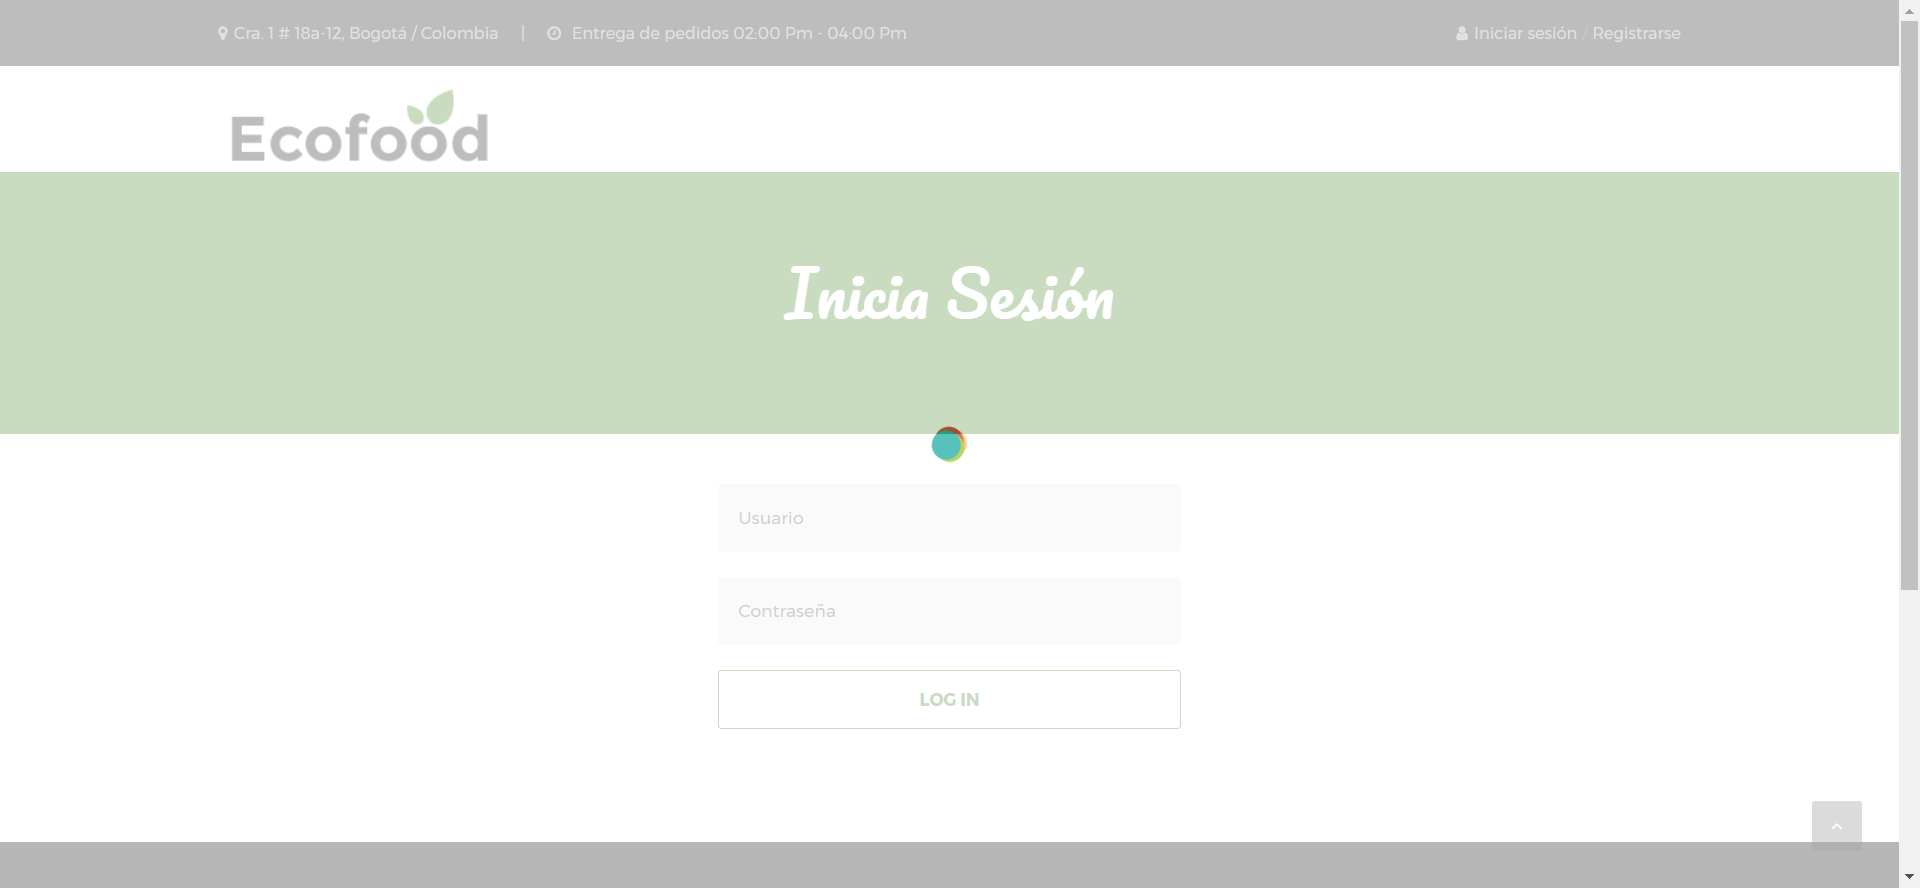 Cra. 1 # 18a-12, Bogotá / Colombia | Entrega de pedidos 02:00 Pm - 04:00 Pm Iniciar sesión / Registrarse
Ecofood
Inicia Sesión
Usuario
Contraseña
LOG IN